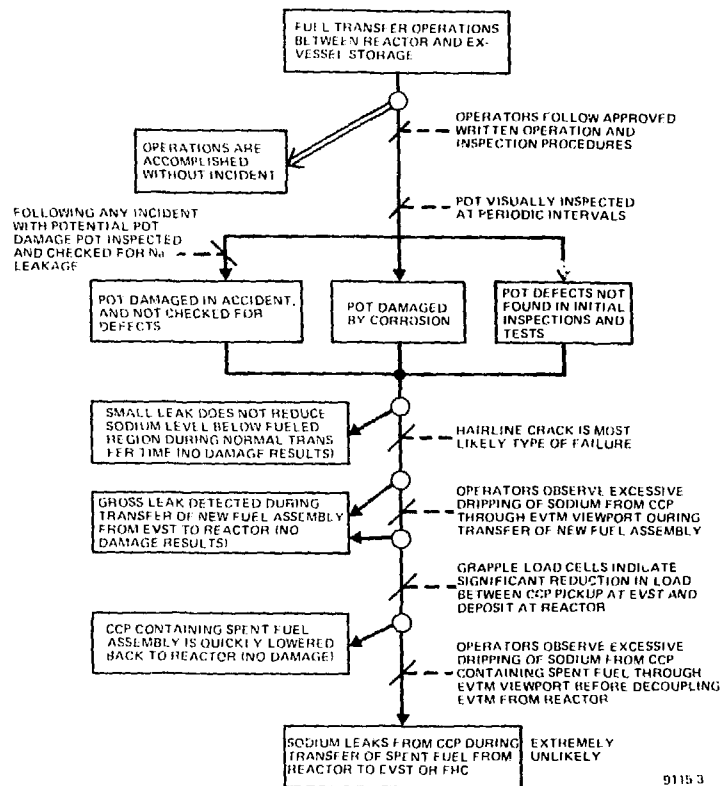 FUEL TRANSFER OPERATIONS
BETWEEN REACTOR AND EX-
VESSEL STORAGE
OPERATORS FOLLOW APPROVED
WRITTEN OPERATION AND
INSPECTION PROCEDURES
OPERATIONS ARE
ACCOMPLISHED
WITHOUT INCIDENT
POT VISUALLY INSPECTED
AT PERIODIC INTERVALS
FOLLOWING ANY INCIDENT
WITH POTENTIAL POT
DAMAGE POT INSPECTED
AND CHECKED FOR Na
LEAKAGE
POT DAMAGED IN ACCIDENT,
AND NOT CHECKED FOR
DEFECTS
POT DAMAGED
BY CORROSION
POT DEFECTS NOT
FOUND IN INITIAL
INSPECTIONS AND
TESTS
SMALL LEAK DOES NOT REDUCE
SODIUM LEVEL BELOW FUELED
REGION DURING NORMAL TRANS
FER TIME (NO DAMAGE RESULTS)
HAIRLINE CRACK IS MOST
LIKELY TYPE OF FAILURE
GROSS LEAK DETECTED DURING
TRANSFER OF NEW FUEL ASSEMBLY
FROM EVST TO REACTOR (NO
DAMAGE RESULTS)
OPERATORS OBSERVE EXCESSIVE
DRIPPING OF SODIUM FROM CCP
THROUGH EVTM VIEWPORT DURING
TRANSFER OF NEW FUEL ASSEMBLY
GRAPPLE LOAD CELLS INDICATE
SIGNIFICANT REDUCTION IN LOAD
BETWEEN CCP PICKUP AT EVST AND
DEPOSIT AT REACTOR
CCP CONTAINING SPENT FUEL
ASSEMBLY IS QUICKLY LOWERED
BACK TO REACTOR (NO DAMAGE)
OPERATORS OBSERVE EXCESSIVE
DRIPPING OF SODIUM FROM CCP
CONTAINING SPENT FUEL THROUGH
EVTM VIEWPORT BEFORE DECOUPLING
EVTM FROM REACTOR
SODIUM LEAKS FROM CCP DURING
TRANSFER OF SPENT FUEL FROM
REACTOR TO EVST OR FHC
EXTREMELY
UNLIKELY
9115 3